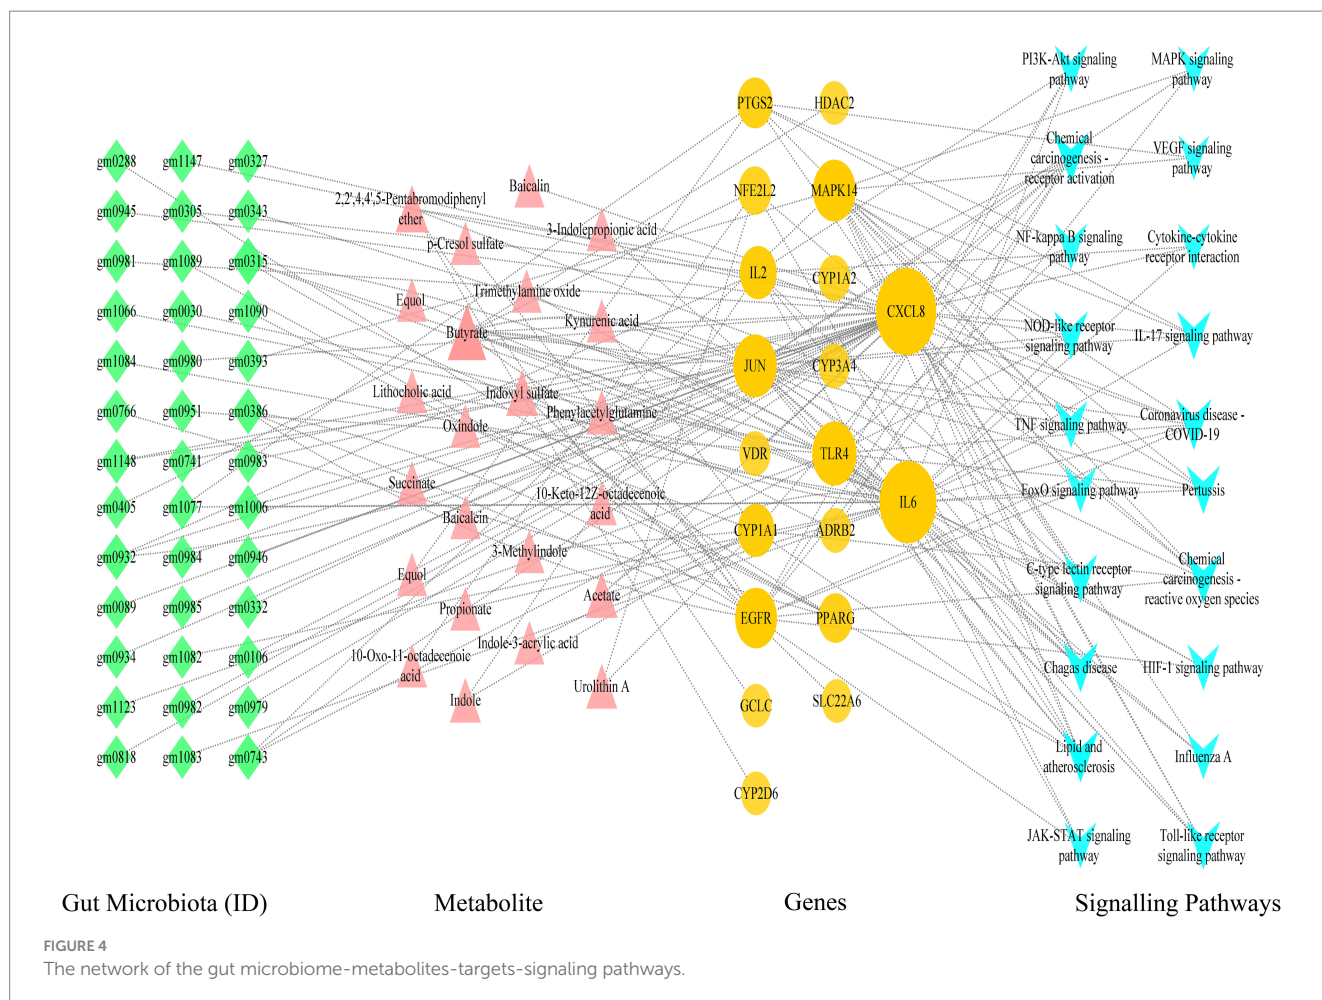 gm0288
gm1147
gm0327
gm0945
gm0305
gm0343
gm0981
gm1089
gm0315
gm1066
gm0030
gm1090
gm1084
gm0980
gm0393
gm0766
gm0951
gm0386
gm1148
gm0741
gm0983
gm0405
gm1077
gm1006
gm0932
gm0984
gm0946
gm0089
gm0985
gm0332
gm0934
gm1082
gm0106
gm1123
gm0982
gm0979
gm0818
gm1083
gm0743
Baicalin
2,2',4,4',5-Pentabromodiphenyl
ether
3-Indolepropionic acid
p-Cresol sulfate
Trimethylamine oxide
Equol
Kynurenic acid
Butyrate
Lithocholic acid
Indoxyl sulfate
Phenylacetylglutamine
Oxindole
Succinate
10-Keto-12Z-octadecenoic
acid
Baicalein
3-Methylindole
Equol
Acetate
Propionate
Indole-3-acrylic acid
10-Oxo-11-octadecenoic
acid
Urolithin A
Indole
PTGS2
HDAC2
NFE2L2
MAPK14
IL2
CYP1A2
CXCL8
JUN
CYP3A4
VDR
TLR4
IL6
CYP1A1
ADRB2
EGFR
PPARG
GCLC
SLC22A6
CYP2D6
PI3K-Akt signaling
pathway
MAPK signaling
pathway
Chemical
carcinogenesis -
receptor activation
VEGF signaling
pathway
NF-kappa B signaling
pathway
Cytokine-cytokine
receptor interaction
NOD-like receptor
signaling pathway
IL-17 signaling pathway
TNF signaling pathway
Coronavirus disease -
COVID-19
FoxO signaling pathway
Pertussis
C-type lectin receptor
signaling pathway
Chemical
carcinogenesis -
reactive oxygen species
Chagas disease
HIF-1 signaling pathway
Lipid and
atherosclerosis
Influenza A
JAK-STAT signaling
pathway
Toll-like receptor
signaling pathway
Gut Microbiota (ID)
Metabolite
Genes
Signalling Pathways
FIGURE 4
The network of the gut microbiome-metabolites-targets-signaling pathways.